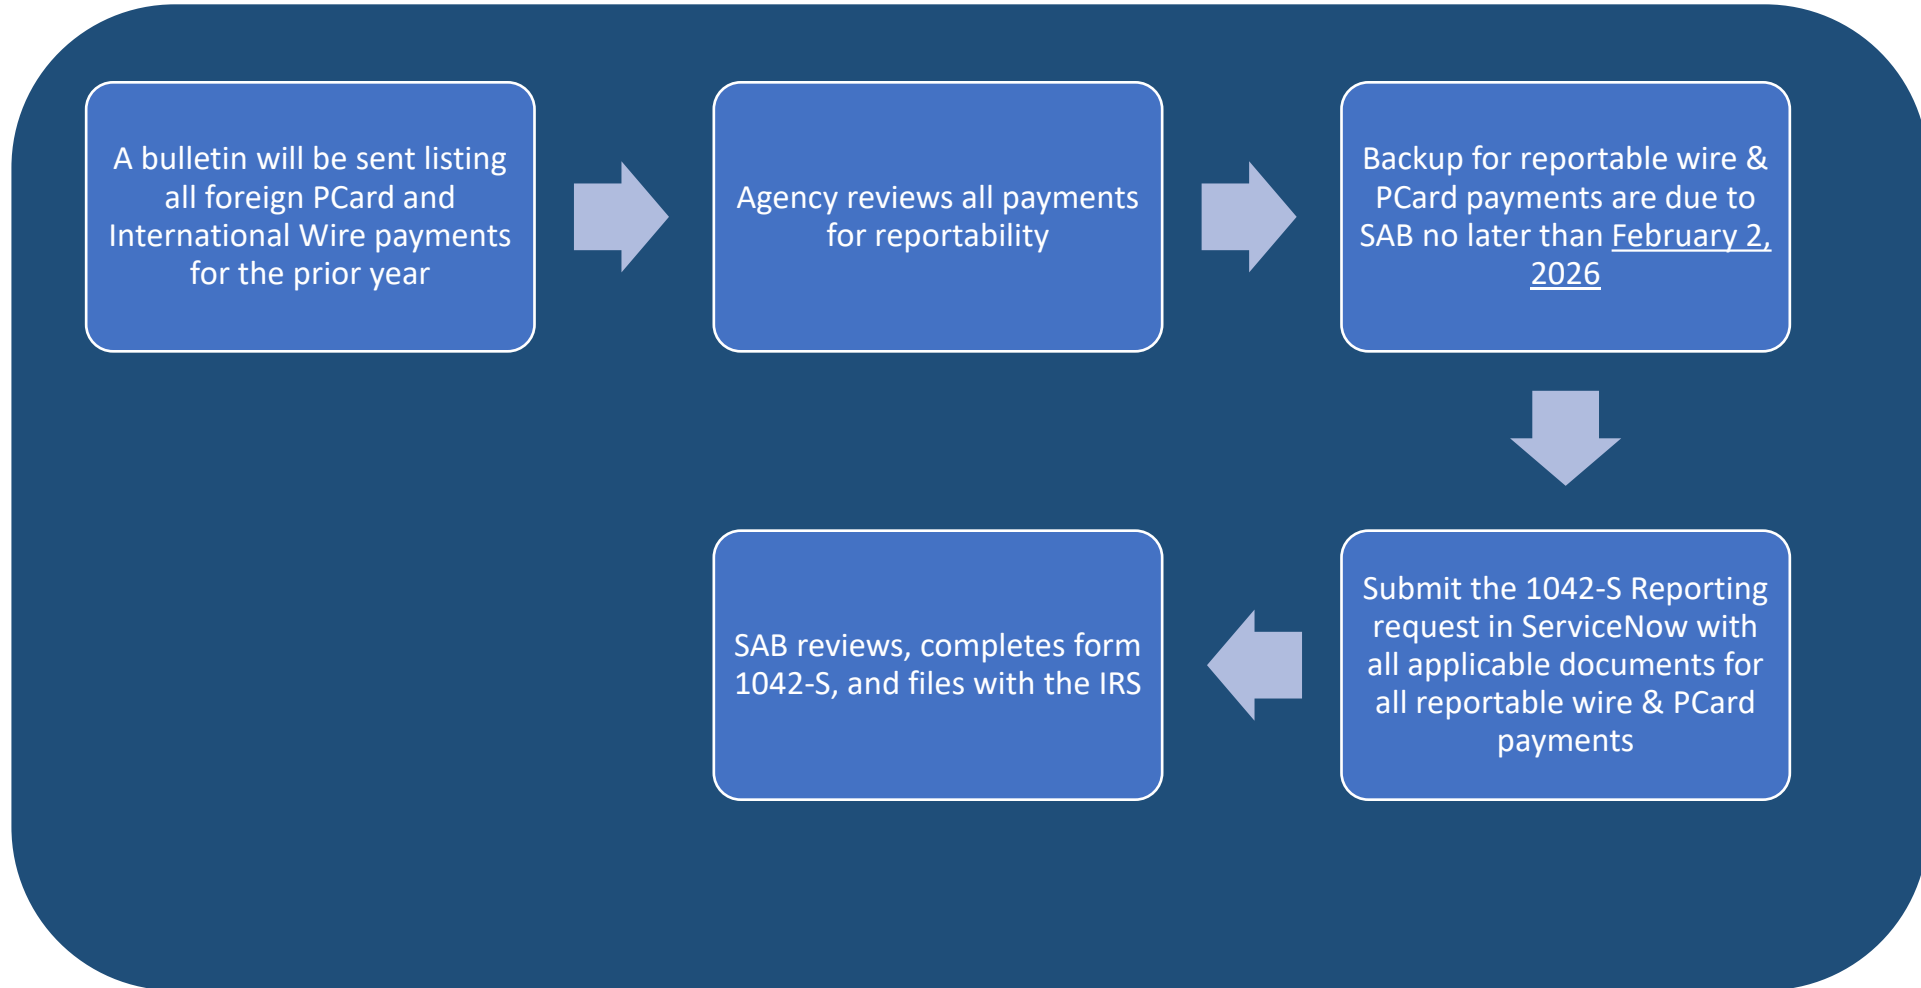 A bulletin will be sent listing
all foreign PCard and
International Wire payments
for the prior year
Agency reviews all payments
for reportability
Backup for reportable wire &
PCard payments are due to
SAB no later than February 2,
2026
Submit the 1042-S Reporting
request in ServiceNow with
all applicable documents for
all reportable wire & PCard
payments
SAB reviews, completes form
1042-S, and files with the IRS